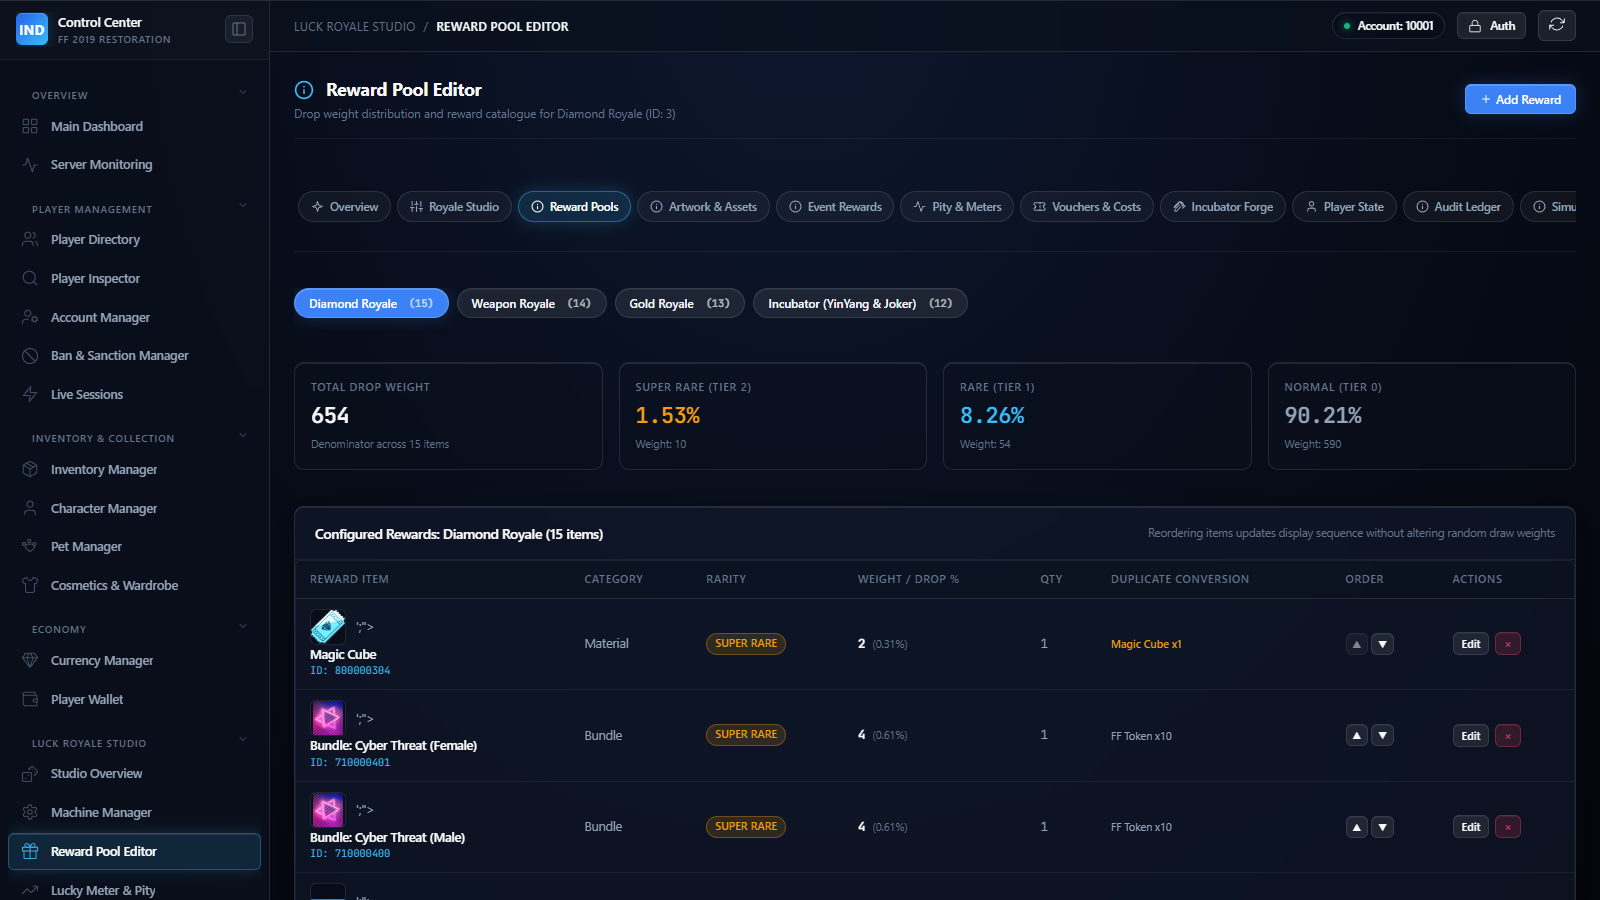 IND
Control Center
FF 2019 RESTORATION
LUCK ROYALE STUDIO / REWARD POOL EDITOR
Account: 10001
Auth
OVERVIEW
Main Dashboard
Server Monitoring
PLAYER MANAGEMENT
Player Directory
Player Inspector
Account Manager
Ban & Sanction Manager
Live Sessions
INVENTORY & COLLECTION
Inventory Manager
Character Manager
Pet Manager
Cosmetics & Wardrobe
ECONOMY
Currency Manager
Player Wallet
LUCK ROYALE STUDIO
Studio Overview
Machine Manager
Reward Pool Editor
Lucky Meter & Pity
Reward Pool Editor
Drop weight distribution and reward catalogue for Diamond Royale (ID: 3)
+ Add Reward
Overview
Royale Studio
Reward Pools
Artwork & Assets
Event Rewards
Pity & Meters
Vouchers & Costs
Incubator Forge
Player State
Audit Ledger
Simu
Diamond Royale (15)
Weapon Royale (14)
Gold Royale (13)
Incubator (YinYang & Joker) (12)
TOTAL DROP WEIGHT
654
Denominator across 15 items
SUPER RARE (TIER 2)
1.53%
Weight: 10
RARE (TIER 1)
8.26%
Weight: 54
NORMAL (TIER 0)
90.21%
Weight: 590
Configured Rewards: Diamond Royale (15 items)
Reordering items updates display sequence without altering random draw weights
REWARD ITEM CATEGORY RARITY WEIGHT / DROP % QTY DUPLICATE CONVERSION ORDER ACTIONS
';">
Magic Cube
ID: 800000304
Material
SUPER RARE
2 (0.31%)
1
Magic Cube x1
▲ ▼
Edit ×
';">
Bundle: Cyber Threat (Female)
ID: 710000401
Bundle
SUPER RARE
4 (0.61%)
1
FF Token x10
▲ ▼
Edit ×
';">
Bundle: Cyber Threat (Male)
ID: 710000400
Bundle
SUPER RARE
4 (0.61%)
1
FF Token x10
▲ ▼
Edit ×